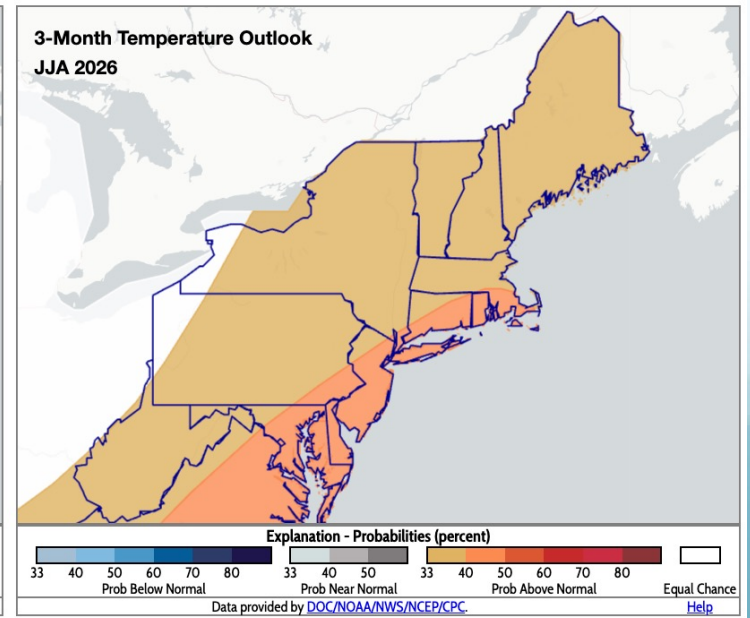 3-Month Temperature Outlook
JJA 2026
Explanation - Probabilities (percent)
33 40 50 60 70 80
Prob Below Normal
33 40 50
Prob Near Normal
33 40 50 60 70 80
Prob Above Normal
Equal Chance
Data provided by DOC/NOAA/NWS/NCEP/CPC.
Help